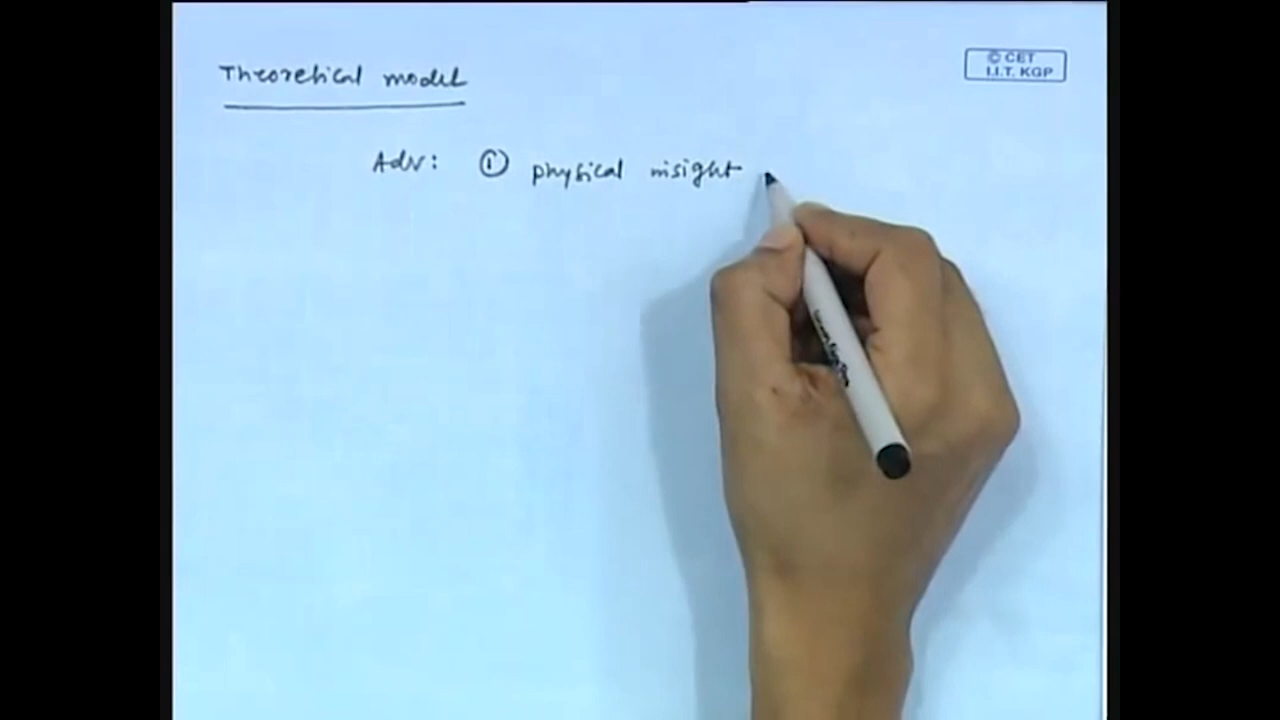 © CET
I.I.T. KGP
Theoretical model
Adv: ① physical insight